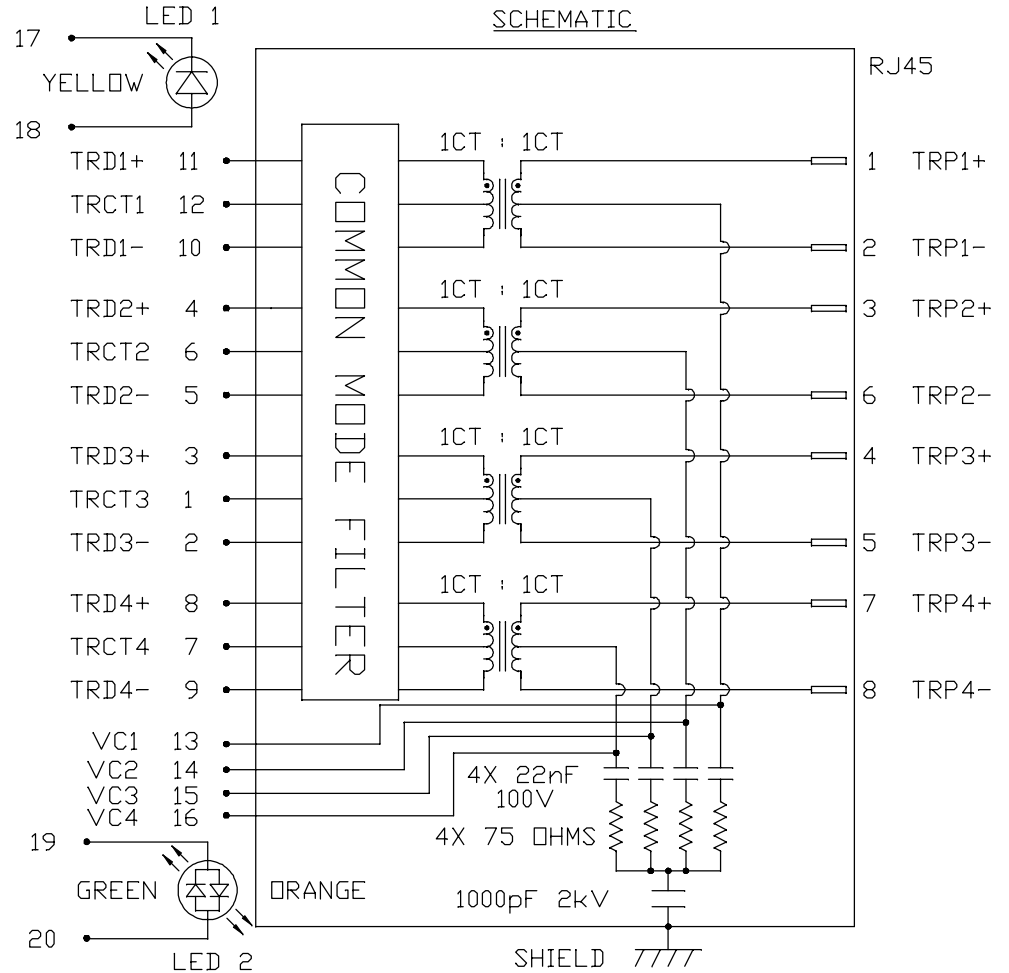 LED 1
SCHEMATIC
17
RJ45
YELLOW
18
1CT : 1CT
TRD1+ 11
1 TRP1+
TRCT1 12
TRD1- 10
2 TRP1-
1CT : 1CT
TRD2+ 4
3 TRP2+
TRCT2 6
TRD2- 5
6 TRP2-
COMMON MODE FILTER
1CT : 1CT
TRD3+ 3
4 TRP3+
TRCT3 1
TRD3- 2
5 TRP3-
1CT : 1CT
TRD4+ 8
7 TRP4+
TRCT4 7
TRD4- 9
8 TRP4-
VC1 13
VC2 14
VC3 15
VC4 16
4X 22nF
100V
4X 75 OHMS
19
GREEN
ORANGE
1000pF 2kV
20
LED 2
SHIELD